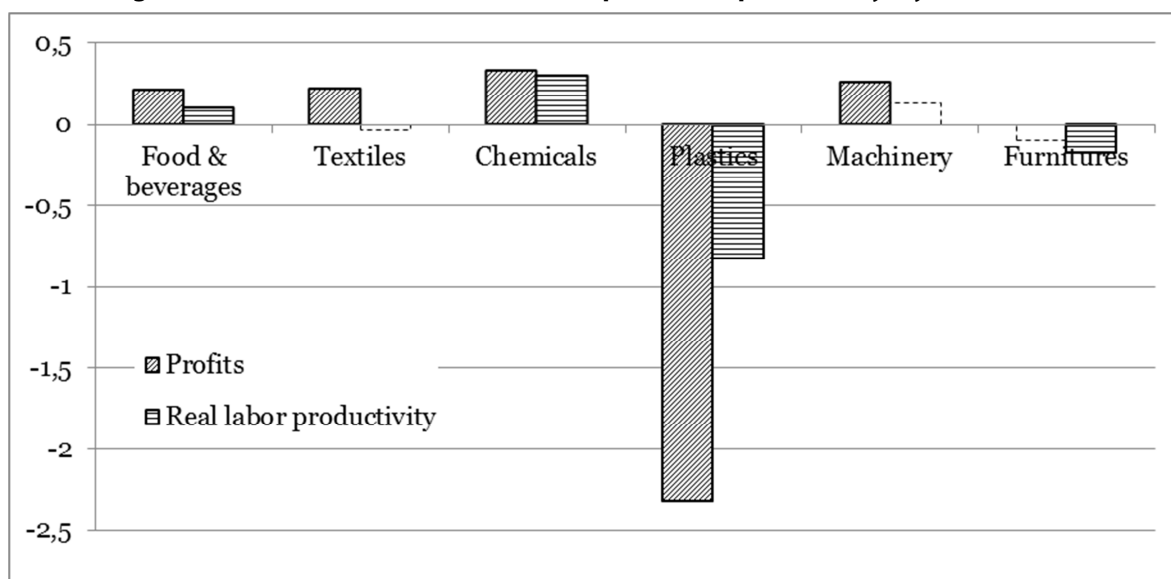 0,5
0
-0,5
-1
-1,5
-2
-2,5
Food &
beverages
Textiles
Chemicals
Plastics
Machinery
Furnitures
Profits
Real labor productivity